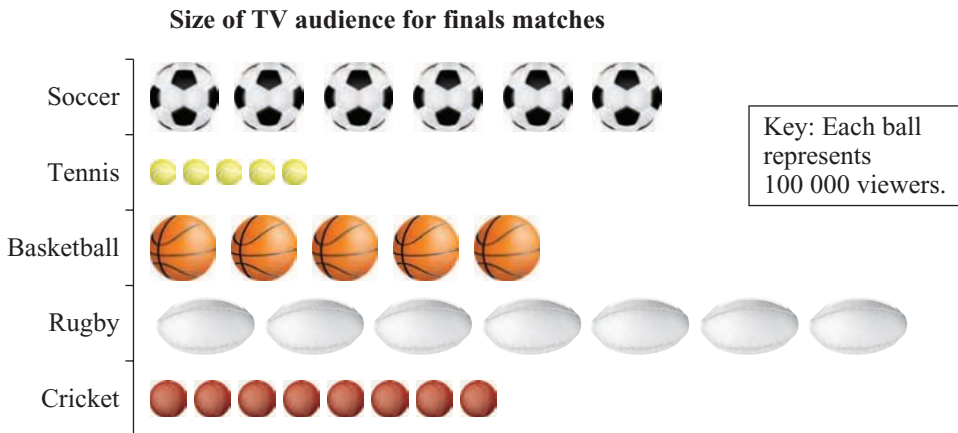 Size of TV audience for finals matches
Soccer
Tennis
Basketball
Rugby
Cricket
Key: Each ball
represents
100 000 viewers.